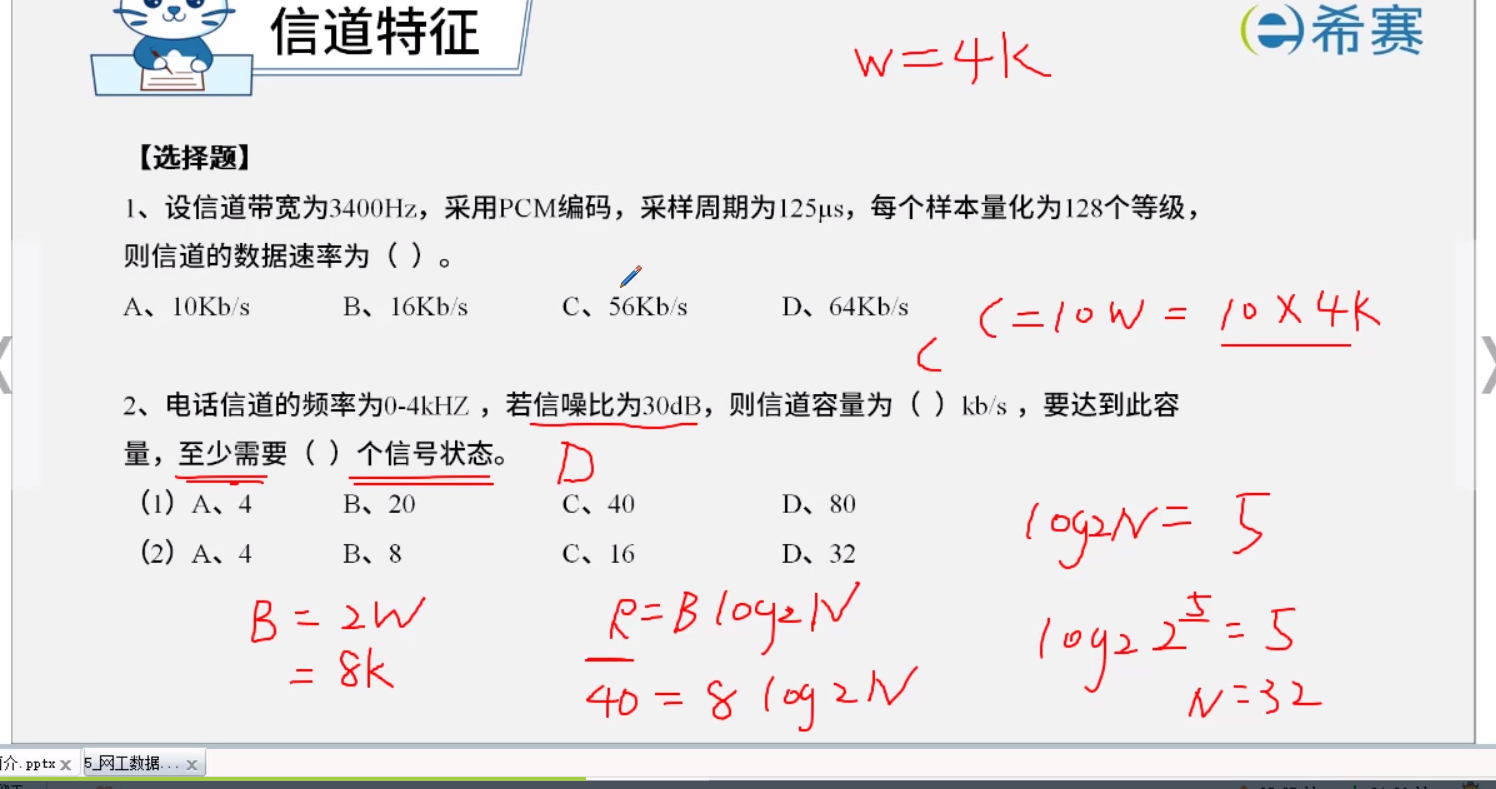 信道特征
希赛
W=4K
【选择题】
1、设信道带宽为3400Hz，采用PCM编码，采样周期为125μs，每个样本量化为128个等级，
则信道的数据速率为（ ）。
A、10Kb/s B、16Kb/s C、56Kb/s D、64Kb/s
C=10W=10×4K
C
2、电话信道的频率为0-4kHZ ，若信噪比为30dB，则信道容量为（ ）kb/s ，要达到此容
量，至少需要（ ）个信号状态。
D
（1）A、4 B、20 C、40 D、80
（2）A、4 B、8 C、16 D、32
log2N=5
B=2W
=8K
R=Blog2N
40=8log2N
log2 2^5=5
N=32
介.pptx
5_网工数据...